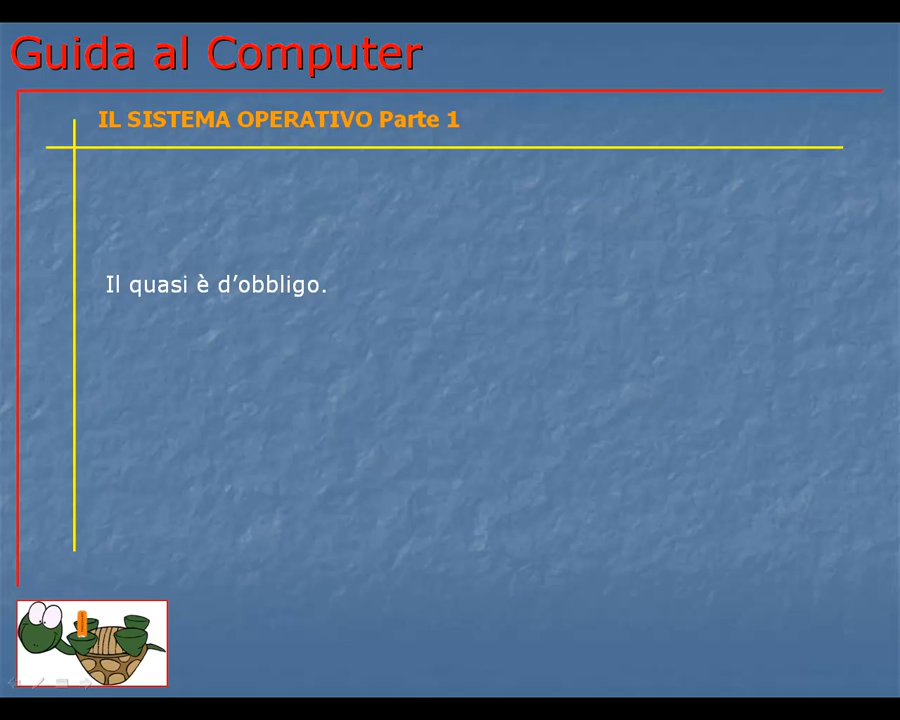 Guida al Computer
IL SISTEMA OPERATIVO Parte 1
Il quasi è d’obbligo.